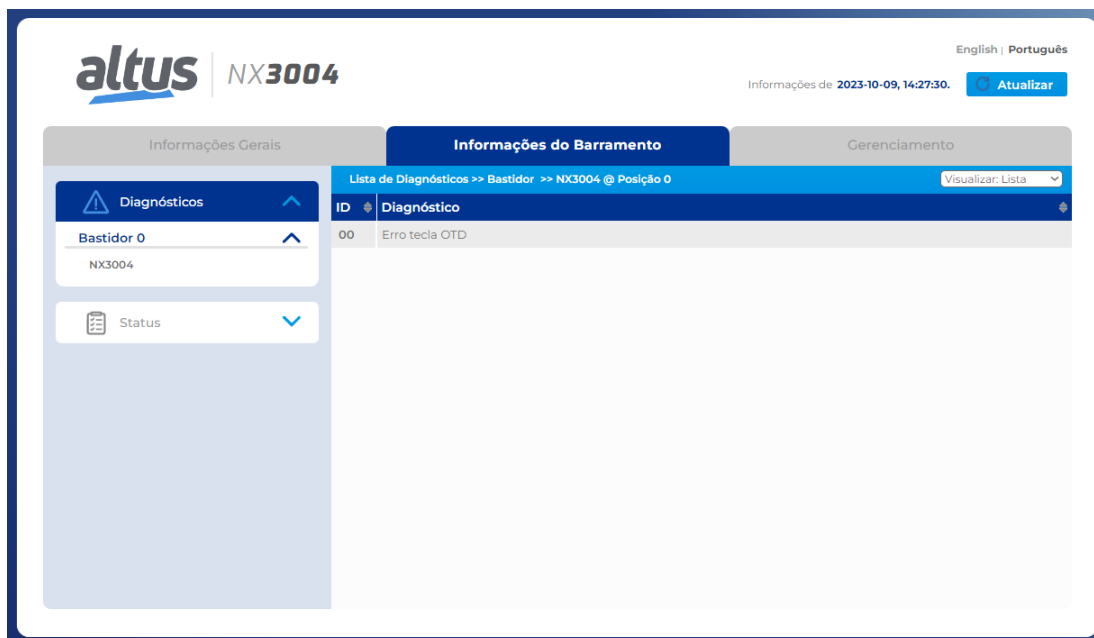 English | Português
altus NX3004
Informações de 2023-10-09, 14:27:30. Atualizar
Informações Gerais Informações do Barramento Gerenciamento
Diagnósticos
Bastidor 0
NX3004
Status
Lista de Diagnósticos >> Bastidor >> NX3004 @ Posição 0 Visualizar: Lista
ID Diagnóstico
00 Erro tecla OTD